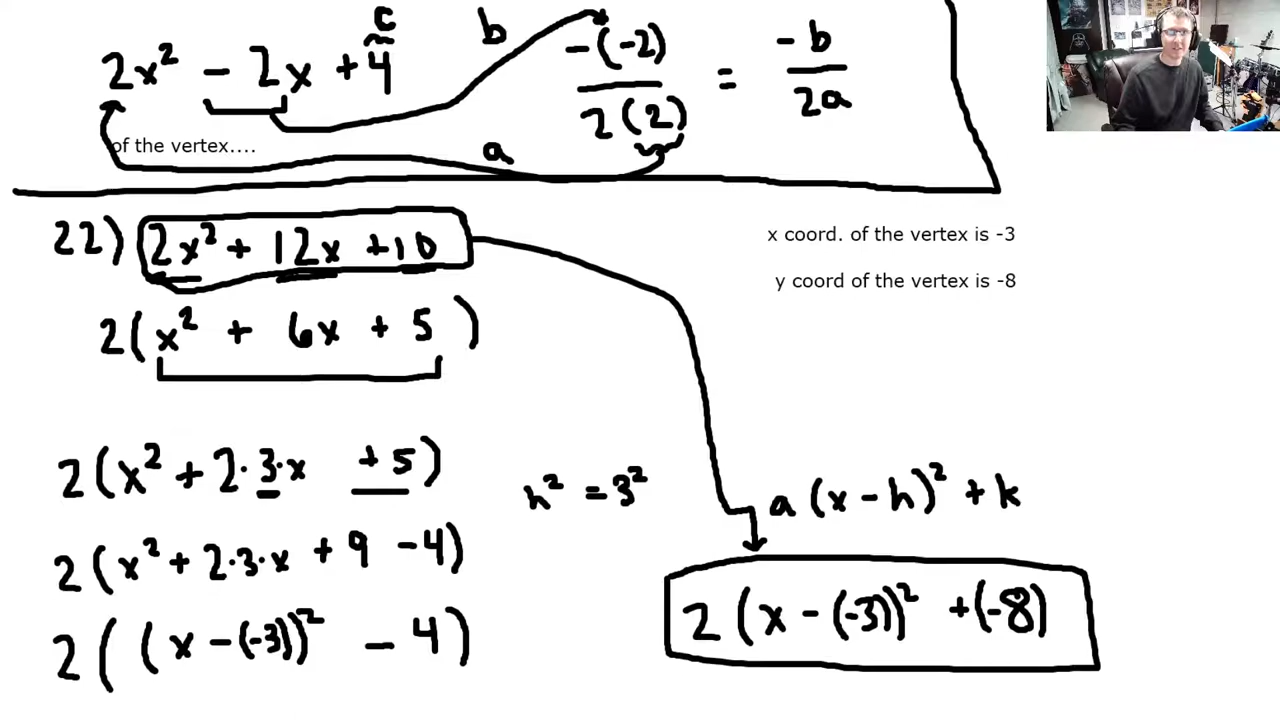 c
2x² - 2x + 4
b
-(-2)
2(2)
=
-b
2a
of the vertex....
a
22) 2x² + 12x + 10
x coord. of the vertex is -3
y coord of the vertex is -8
2(x² + 6x + 5)
2(x² + 2·3·x + 5)
h² = 3²
a(x - h)² + k
2(x² + 2·3·x + 9 - 4)
2((x - (-3))² - 4)
2(x - (-3))² + (-8)